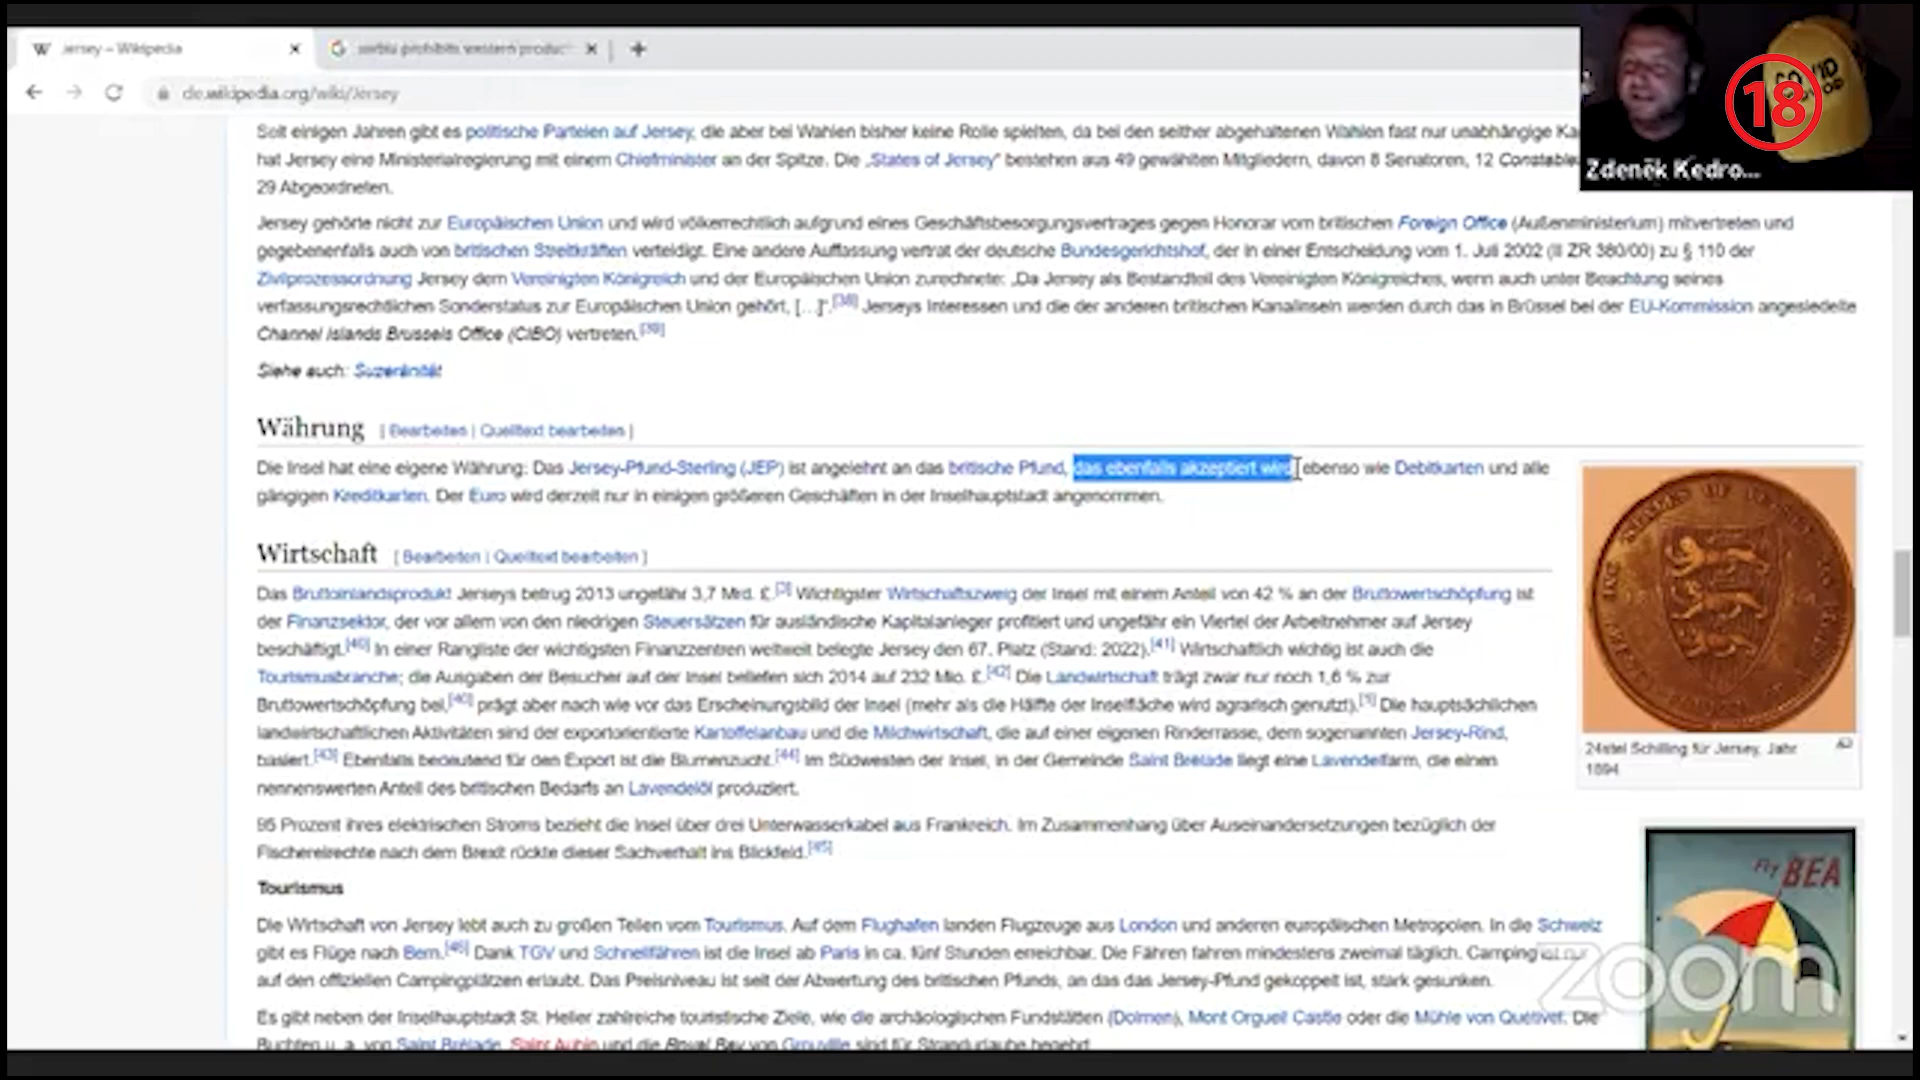 Jersey – Wikipedia
serbia prohibits western produc
de.wikipedia.org/wiki/Jersey
18
Zdeněk Kedro...
Seit einigen Jahren gibt es politische Parteien auf Jersey, die aber bei Wahlen bisher keine Rolle spielten, da bei den seither abgehaltenen Wahlen fast nur unabhängige Ka
hat Jersey eine Ministerialregierung mit einem Chiefminister an der Spitze. Die „States of Jersey“ bestehen aus 49 gewählten Mitgliedern, davon 8 Senatoren, 12 Constable
29 Abgeordneten.
Jersey gehörte nicht zur Europäischen Union und wird völkerrechtlich aufgrund eines Geschäftsbesorgungsvertrages gegen Honorar vom britischen Foreign Office (Außenministerium) mitvertreten und
gegebenenfalls auch von britischen Streitkräften verteidigt. Eine andere Auffassung vertrat der deutsche Bundesgerichtshof, der in einer Entscheidung vom 1. Juli 2002 (II ZR 380/00) zu § 110 der
Zivilprozessordnung Jersey dem Vereinigten Königreich und der Europäischen Union zurechnete: „Da Jersey als Bestandteil des Vereinigten Königreiches, wenn auch unter Beachtung seines
verfassungsrechtlichen Sonderstatus zur Europäischen Union gehört, […]“.[38] Jerseys Interessen und die der anderen britischen Kanalinseln werden durch das in Brüssel bei der EU-Kommission angesiedelte
Channel Islands Brussels Office (CIBO) vertreten.[39]
Siehe auch: Suzeränität
Währung [ Bearbeiten | Quelltext bearbeiten ]
Die Insel hat eine eigene Währung: Das Jersey-Pfund-Sterling (JEP) ist angelehnt an das britische Pfund, das ebenfalls akzeptiert wird, ebenso wie Debitkarten und alle
gängigen Kreditkarten. Der Euro wird derzeit nur in einigen größeren Geschäften in der Inselhauptstadt angenommen.
Wirtschaft [ Bearbeiten | Quelltext bearbeiten ]
Das Bruttoinlandsprodukt Jerseys betrug 2013 ungefähr 3,7 Mrd. £.[3] Wichtigster Wirtschaftszweig der Insel mit einem Anteil von 42 % an der Bruttowertschöpfung ist
der Finanzsektor, der vor allem von den niedrigen Steuersätzen für ausländische Kapitalanleger profitiert und ungefähr ein Viertel der Arbeitnehmer auf Jersey
beschäftigt.[40] In einer Rangliste der wichtigsten Finanzzentren weltweit belegte Jersey den 67. Platz (Stand: 2022).[41] Wirtschaftlich wichtig ist auch die
Tourismusbranche; die Ausgaben der Besucher auf der Insel beliefen sich 2014 auf 232 Mio. £.[42] Die Landwirtschaft trägt zwar nur noch 1,6 % zur
Bruttowertschöpfung bei,[40] prägt aber nach wie vor das Erscheinungsbild der Insel (mehr als die Hälfte der Inselfläche wird agrarisch genutzt).[1] Die hauptsächlichen
landwirtschaftlichen Aktivitäten sind der exportorientierte Kartoffelanbau und die Milchwirtschaft, die auf einer eigenen Rinderrasse, dem sogenannten Jersey-Rind,
basiert.[43] Ebenfalls bedeutend für den Export ist die Blumenzucht.[44] Im Südwesten der Insel, in der Gemeinde Saint Brélade liegt eine Lavendelfarm, die einen
nennenswerten Anteil des britischen Bedarfs an Lavendelöl produziert.
24stel Schilling für Jersey, Jahr
1894
95 Prozent ihres elektrischen Stroms bezieht die Insel über drei Unterwasserkabel aus Frankreich. Im Zusammenhang über Auseinandersetzungen bezüglich der
Fischereirechte nach dem Brexit rückte dieser Sachverhalt ins Blickfeld.[45]
Tourismus
Fly BEA
Die Wirtschaft von Jersey lebt auch zu großen Teilen vom Tourismus. Auf dem Flughafen landen Flugzeuge aus London und anderen europäischen Metropolen. In die Schweiz
gibt es Flüge nach Bern.[46] Dank TGV und Schnellfähren ist die Insel ab Paris in ca. fünf Stunden erreichbar. Die Fähren fahren mindestens zweimal täglich. Camping ist nur
auf den offiziellen Campingplätzen erlaubt. Das Preisniveau ist seit der Abwertung des britischen Pfunds, an das das Jersey-Pfund gekoppelt ist, stark gesunken.
zoom
Es gibt neben der Inselhauptstadt St. Helier zahlreiche touristische Ziele, wie die archäologischen Fundstätten (Dolmen), Mont Orgueil Castle oder die Mühle von Quetivel. Die
Buchten u. a. von Saint Brélade, Saint Aubin und die Royal Bay von Grouville sind für Strandurlaube begehrt.